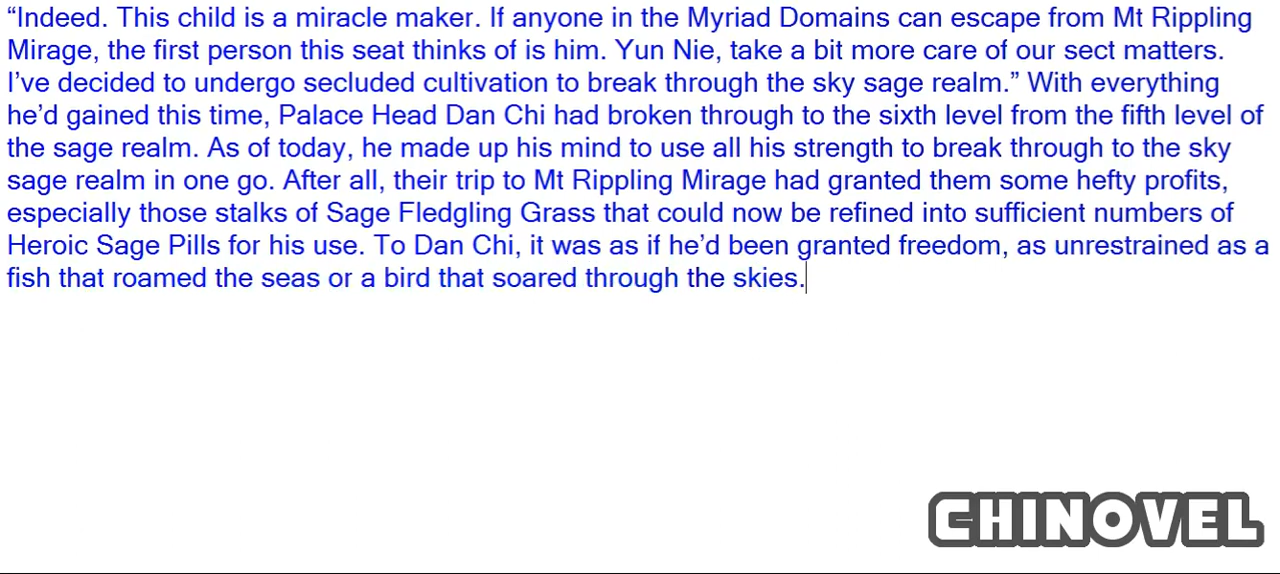 “Indeed. This child is a miracle maker. If anyone in the Myriad Domains can escape from Mt Rippling
Mirage, the first person this seat thinks of is him. Yun Nie, take a bit more care of our sect matters.
I’ve decided to undergo secluded cultivation to break through the sky sage realm.” With everything
he’d gained this time, Palace Head Dan Chi had broken through to the sixth level from the fifth level of
the sage realm. As of today, he made up his mind to use all his strength to break through to the sky
sage realm in one go. After all, their trip to Mt Rippling Mirage had granted them some hefty profits,
especially those stalks of Sage Fledgling Grass that could now be refined into sufficient numbers of
Heroic Sage Pills for his use. To Dan Chi, it was as if he’d been granted freedom, as unrestrained as a
fish that roamed the seas or a bird that soared through the skies.
CHINOVEL